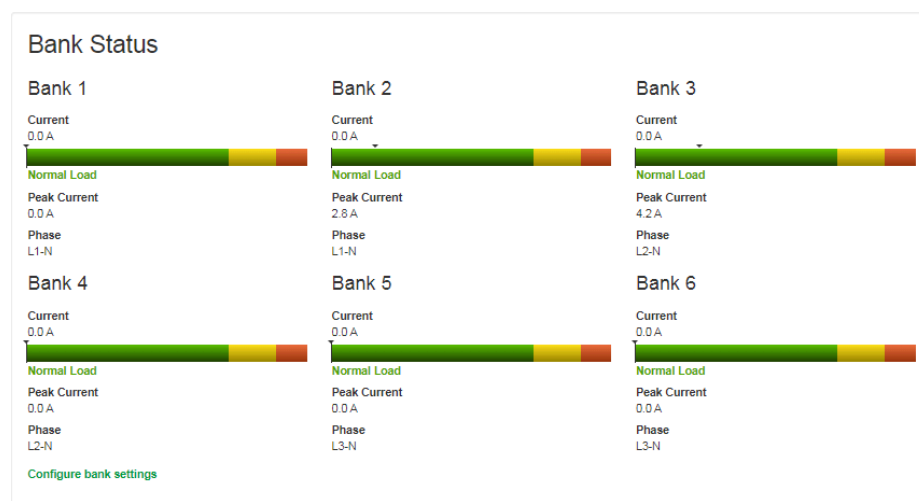 Bank Status
Bank 1
Current
0.0 A
Normal Load
Peak Current
0.0 A
Phase
L1-N
Bank 2
Current
0.0 A
Normal Load
Peak Current
2.8 A
Phase
L1-N
Bank 3
Current
0.0 A
Normal Load
Peak Current
4.2 A
Phase
L2-N
Bank 4
Current
0.0 A
Normal Load
Peak Current
0.0 A
Phase
L2-N
Bank 5
Current
0.0 A
Normal Load
Peak Current
0.0 A
Phase
L3-N
Bank 6
Current
0.0 A
Normal Load
Peak Current
0.0 A
Phase
L3-N
Configure bank settings